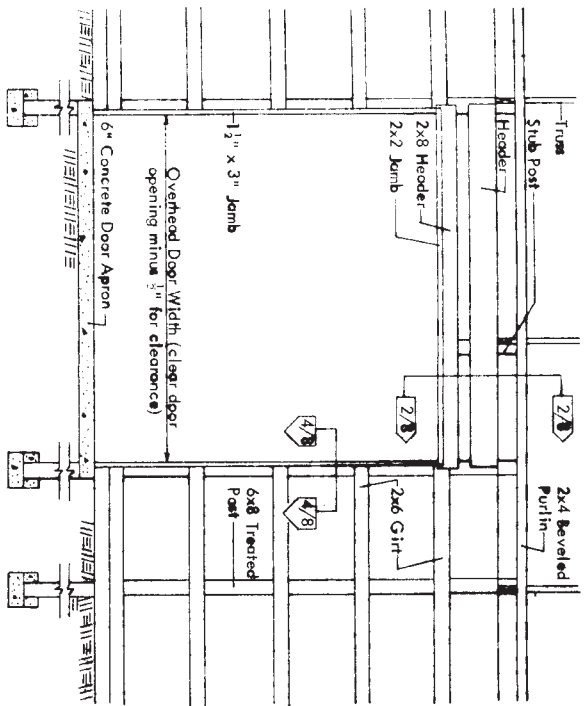 Truss
Stub Post
Header
2/8
2x4 Beveled
Purlin
2x8 Header
2x2 Jamb
2/8
2x6 Girt
4/8
4/8
6x8 Treated
Post
1½" x 3" Jamb
Overhead Door Width (clear door
opening minus for clearance)
6" Concrete Door Apron